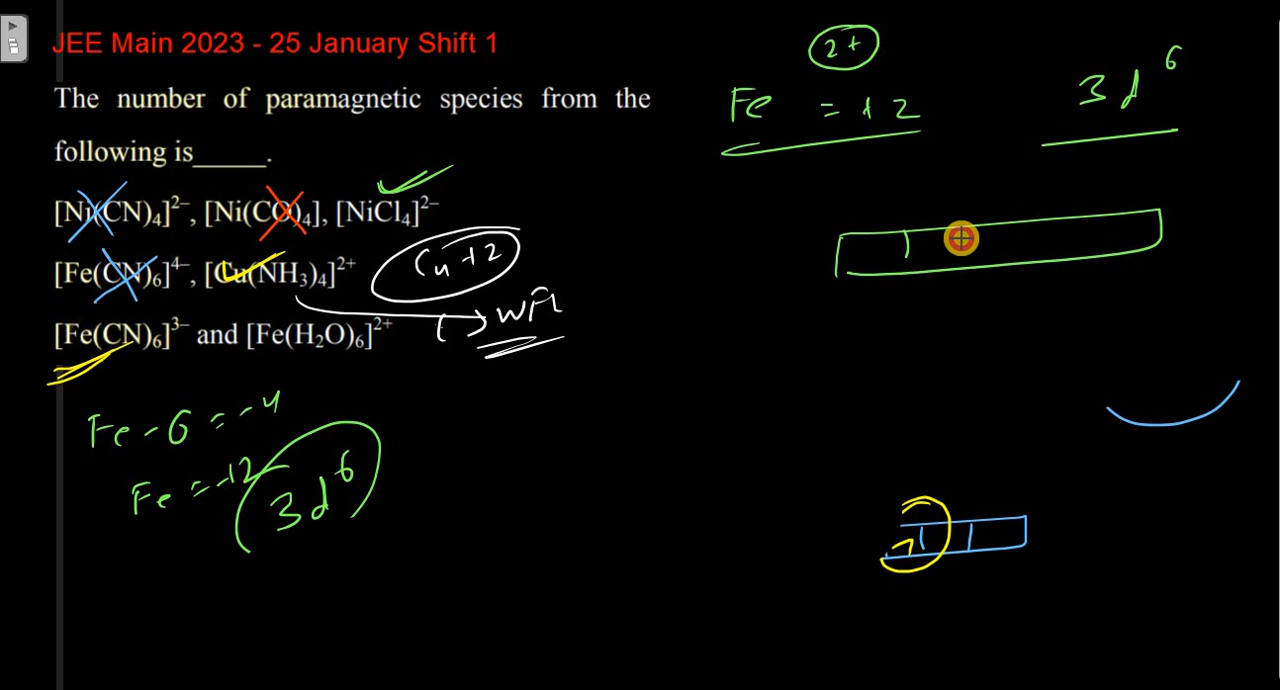 JEE Main 2023 - 25 January Shift 1
The number of paramagnetic species from the
following is_____.
[Ni(CN)₄]²⁻, [Ni(CO)₄], [NiCl₄]²⁻
[Fe(CN)₆]⁴⁻, [Cu(NH₃)₄]²⁺
[Fe(CN)₆]³⁻ and [Fe(H₂O)₆]²⁺
Cu +2
WFL
Fe - 6 = -4
Fe = +2
3d⁶
2+
Fe = +2
3d⁶